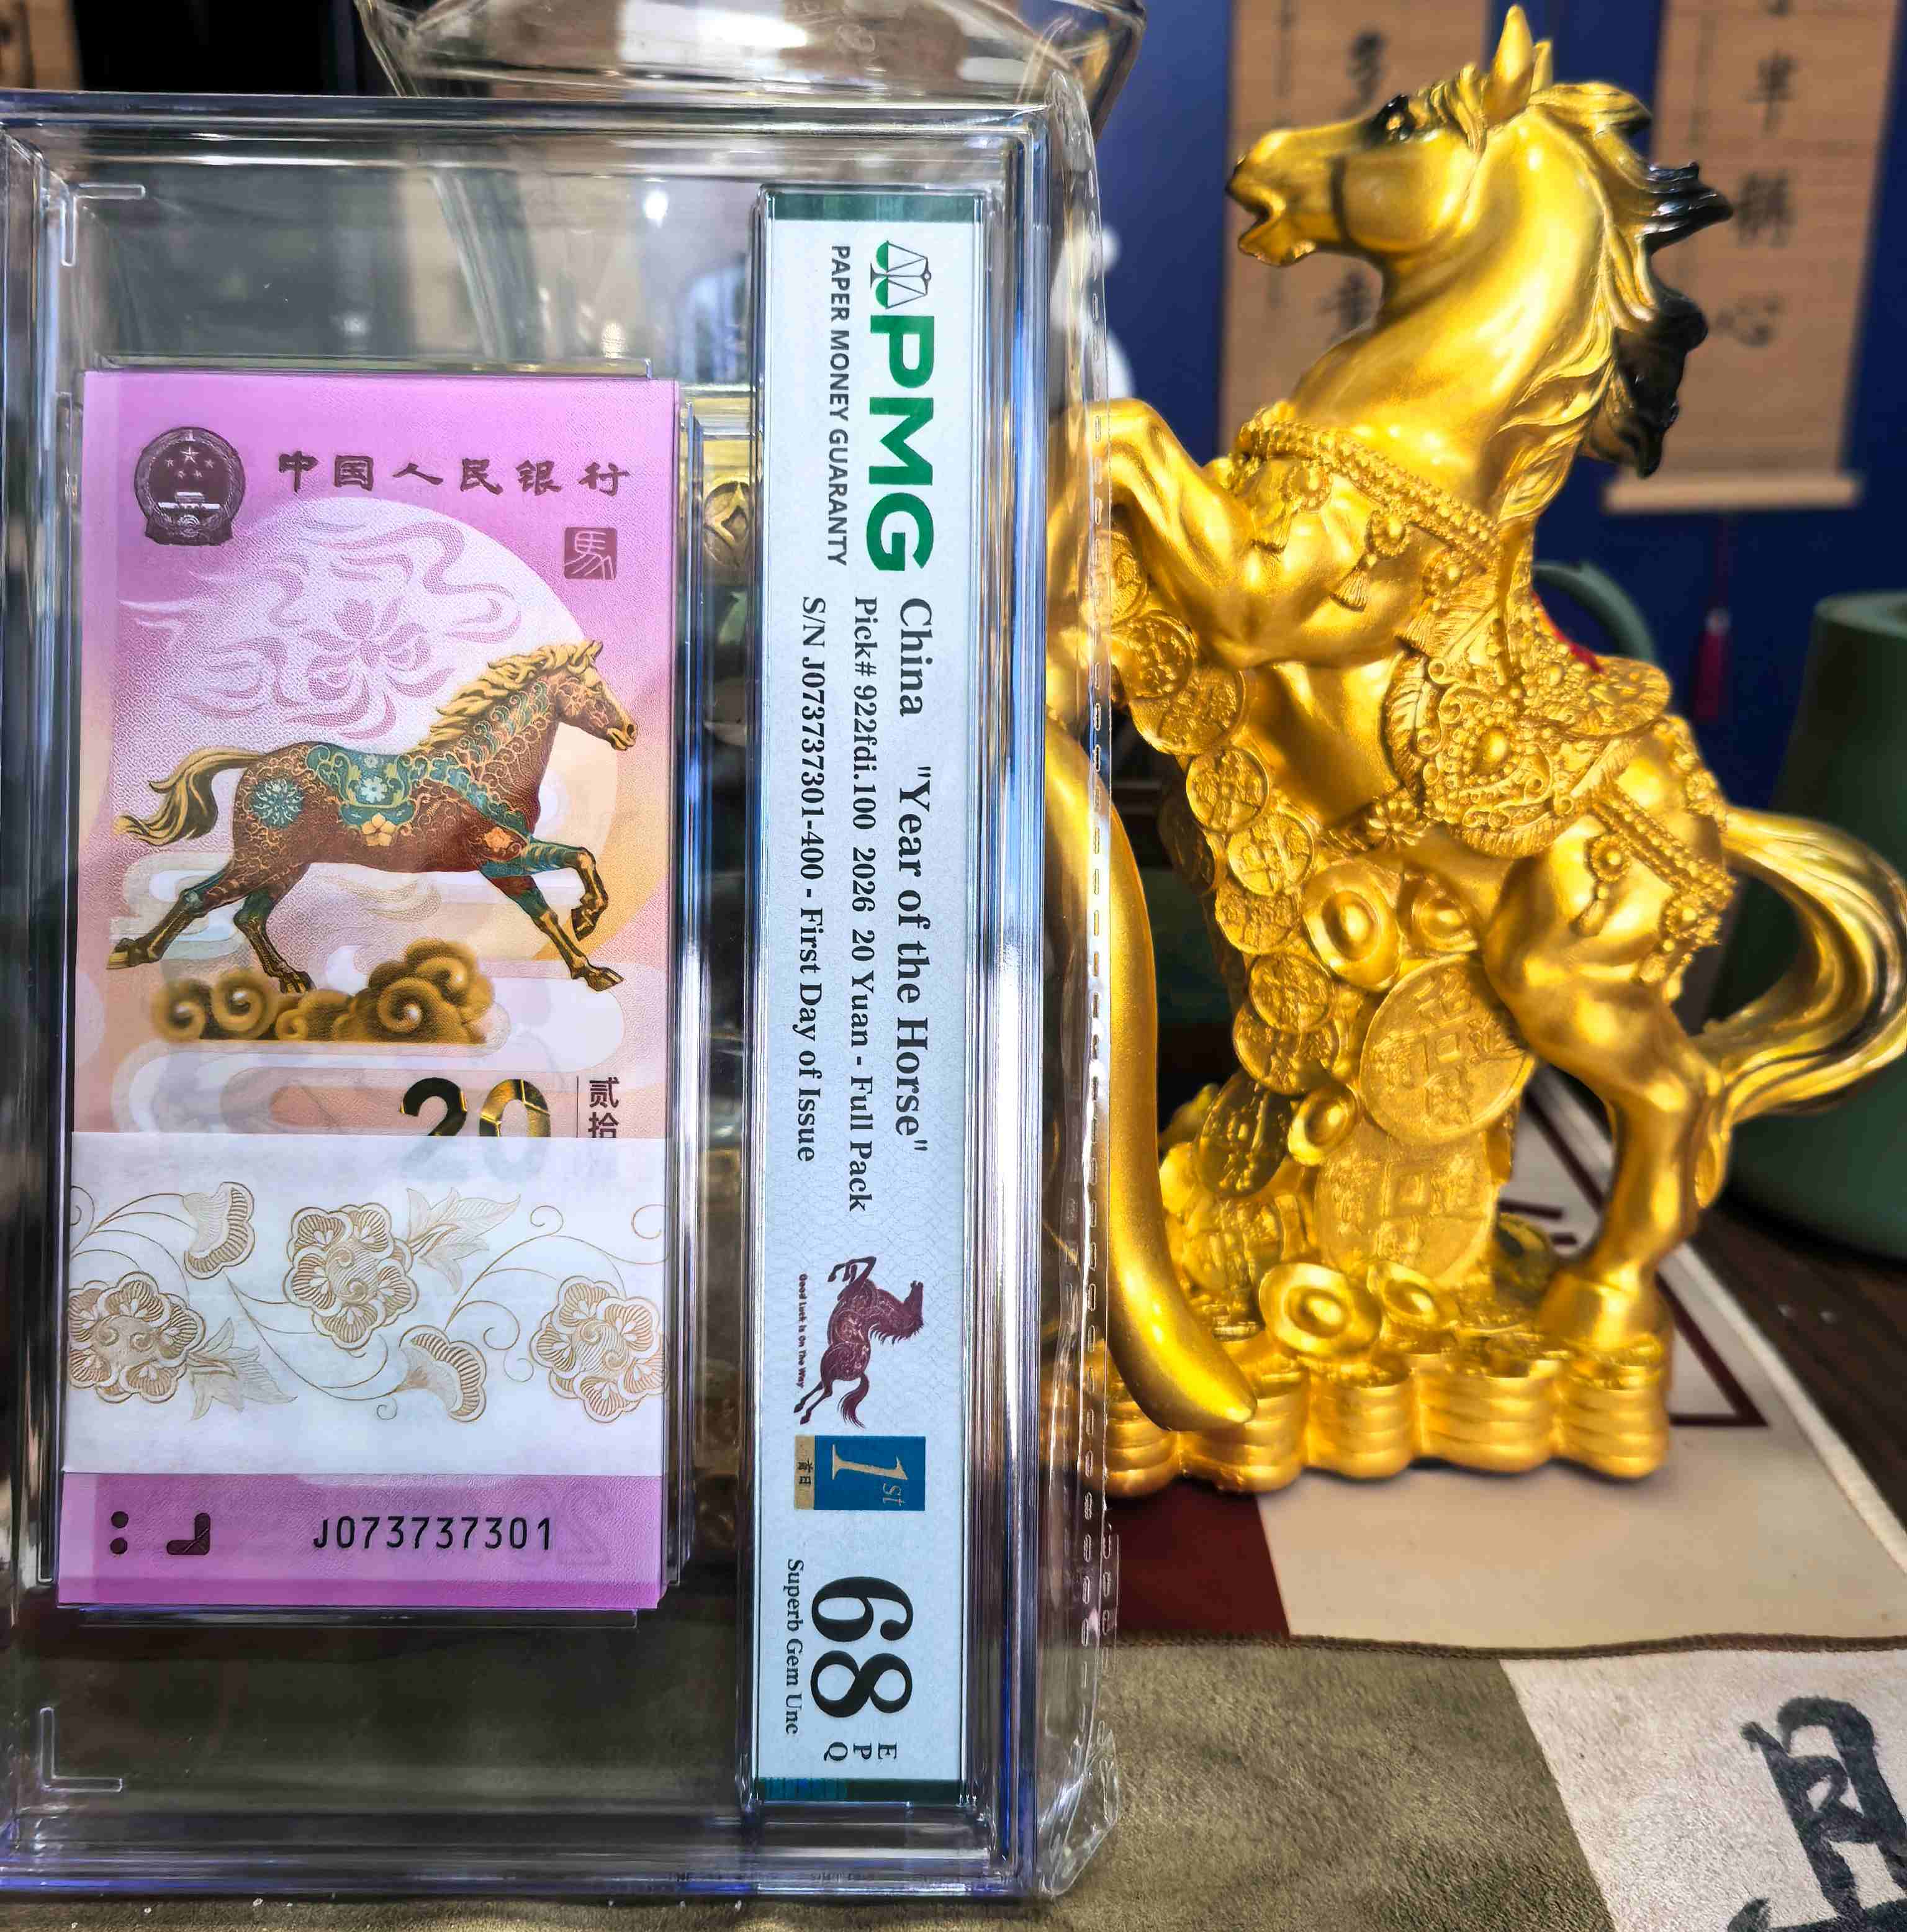 中国人民银行
馬
20
贰拾
J073737301
PMG
PAPER MONEY GUARANTY
China "Year of the Horse"
Pick# 922fdi.100 2026 20 Yuan - Full Pack
S/N J073737301-400 - First Day of Issue
Good Luck Is On The Way
1st
首日
68
EPQ
Superb Gem Unc
心